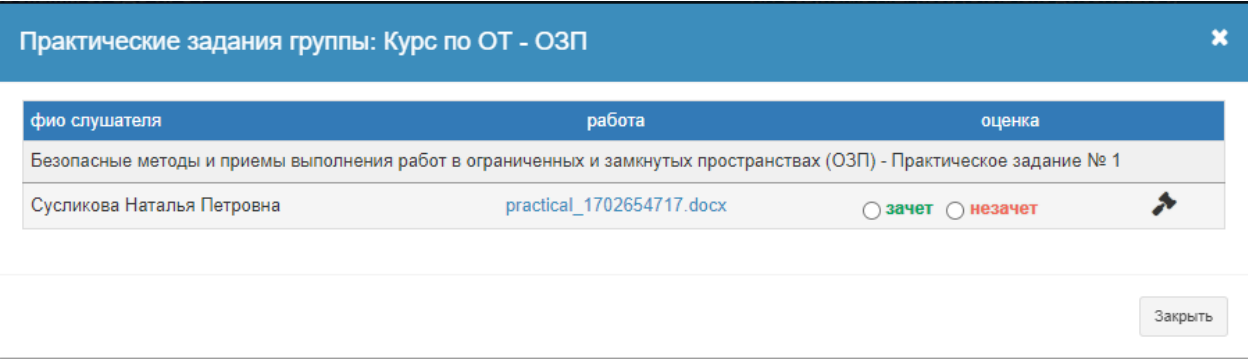 Практические задания группы: Курс по ОТ - ОЗП
фио слушателя работа оценка
Безопасные методы и приемы выполнения работ в ограниченных и замкнутых пространствах (ОЗП) - Практическое задание № 1
Сусликова Наталья Петровна practical_1702654717.docx зачет незачет
Закрыть